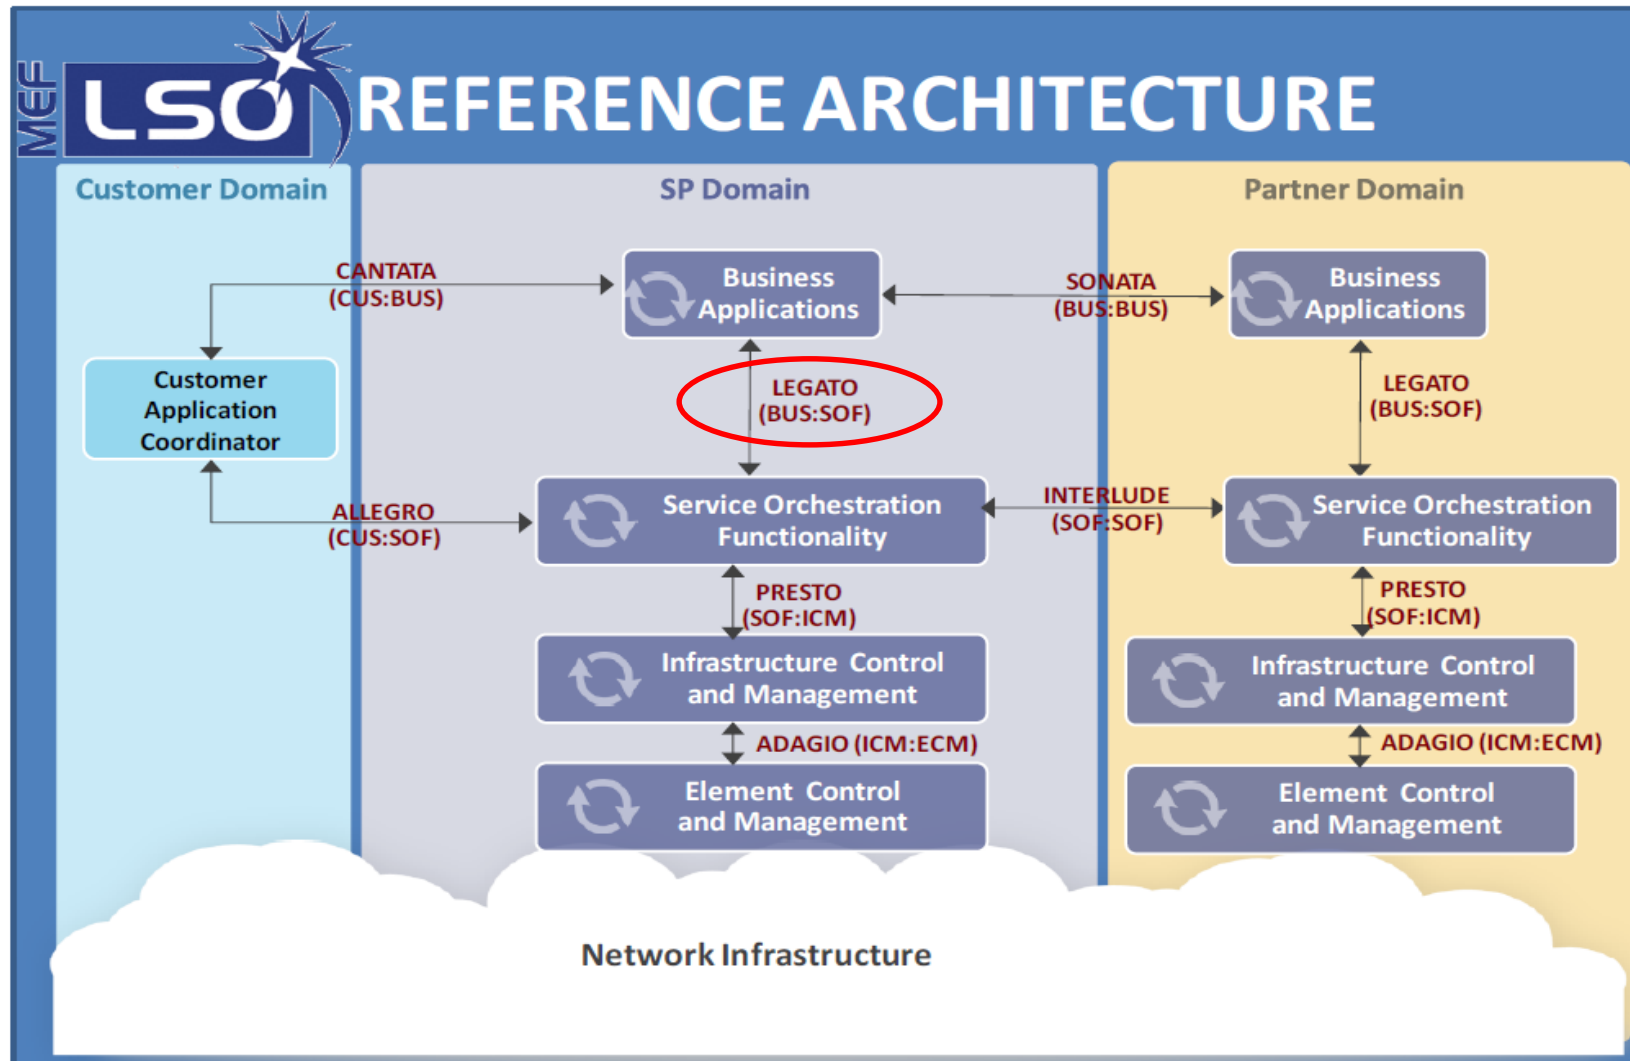 MEF
LSO
REFERENCE ARCHITECTURE
Customer Domain
SP Domain
Partner Domain
CANTATA
(CUS:BUS)
Business
Applications
SONATA
(BUS:BUS)
Business
Applications
Customer
Application
Coordinator
LEGATO
(BUS:SOF)
LEGATO
(BUS:SOF)
ALLEGRO
(CUS:SOF)
Service Orchestration
Functionality
INTERLUDE
(SOF:SOF)
Service Orchestration
Functionality
PRESTO
(SOF:ICM)
PRESTO
(SOF:ICM)
Infrastructure Control
and Management
Infrastructure Control
and Management
ADAGIO (ICM:ECM)
ADAGIO (ICM:ECM)
Element Control
and Management
Element Control
and Management
Network Infrastructure